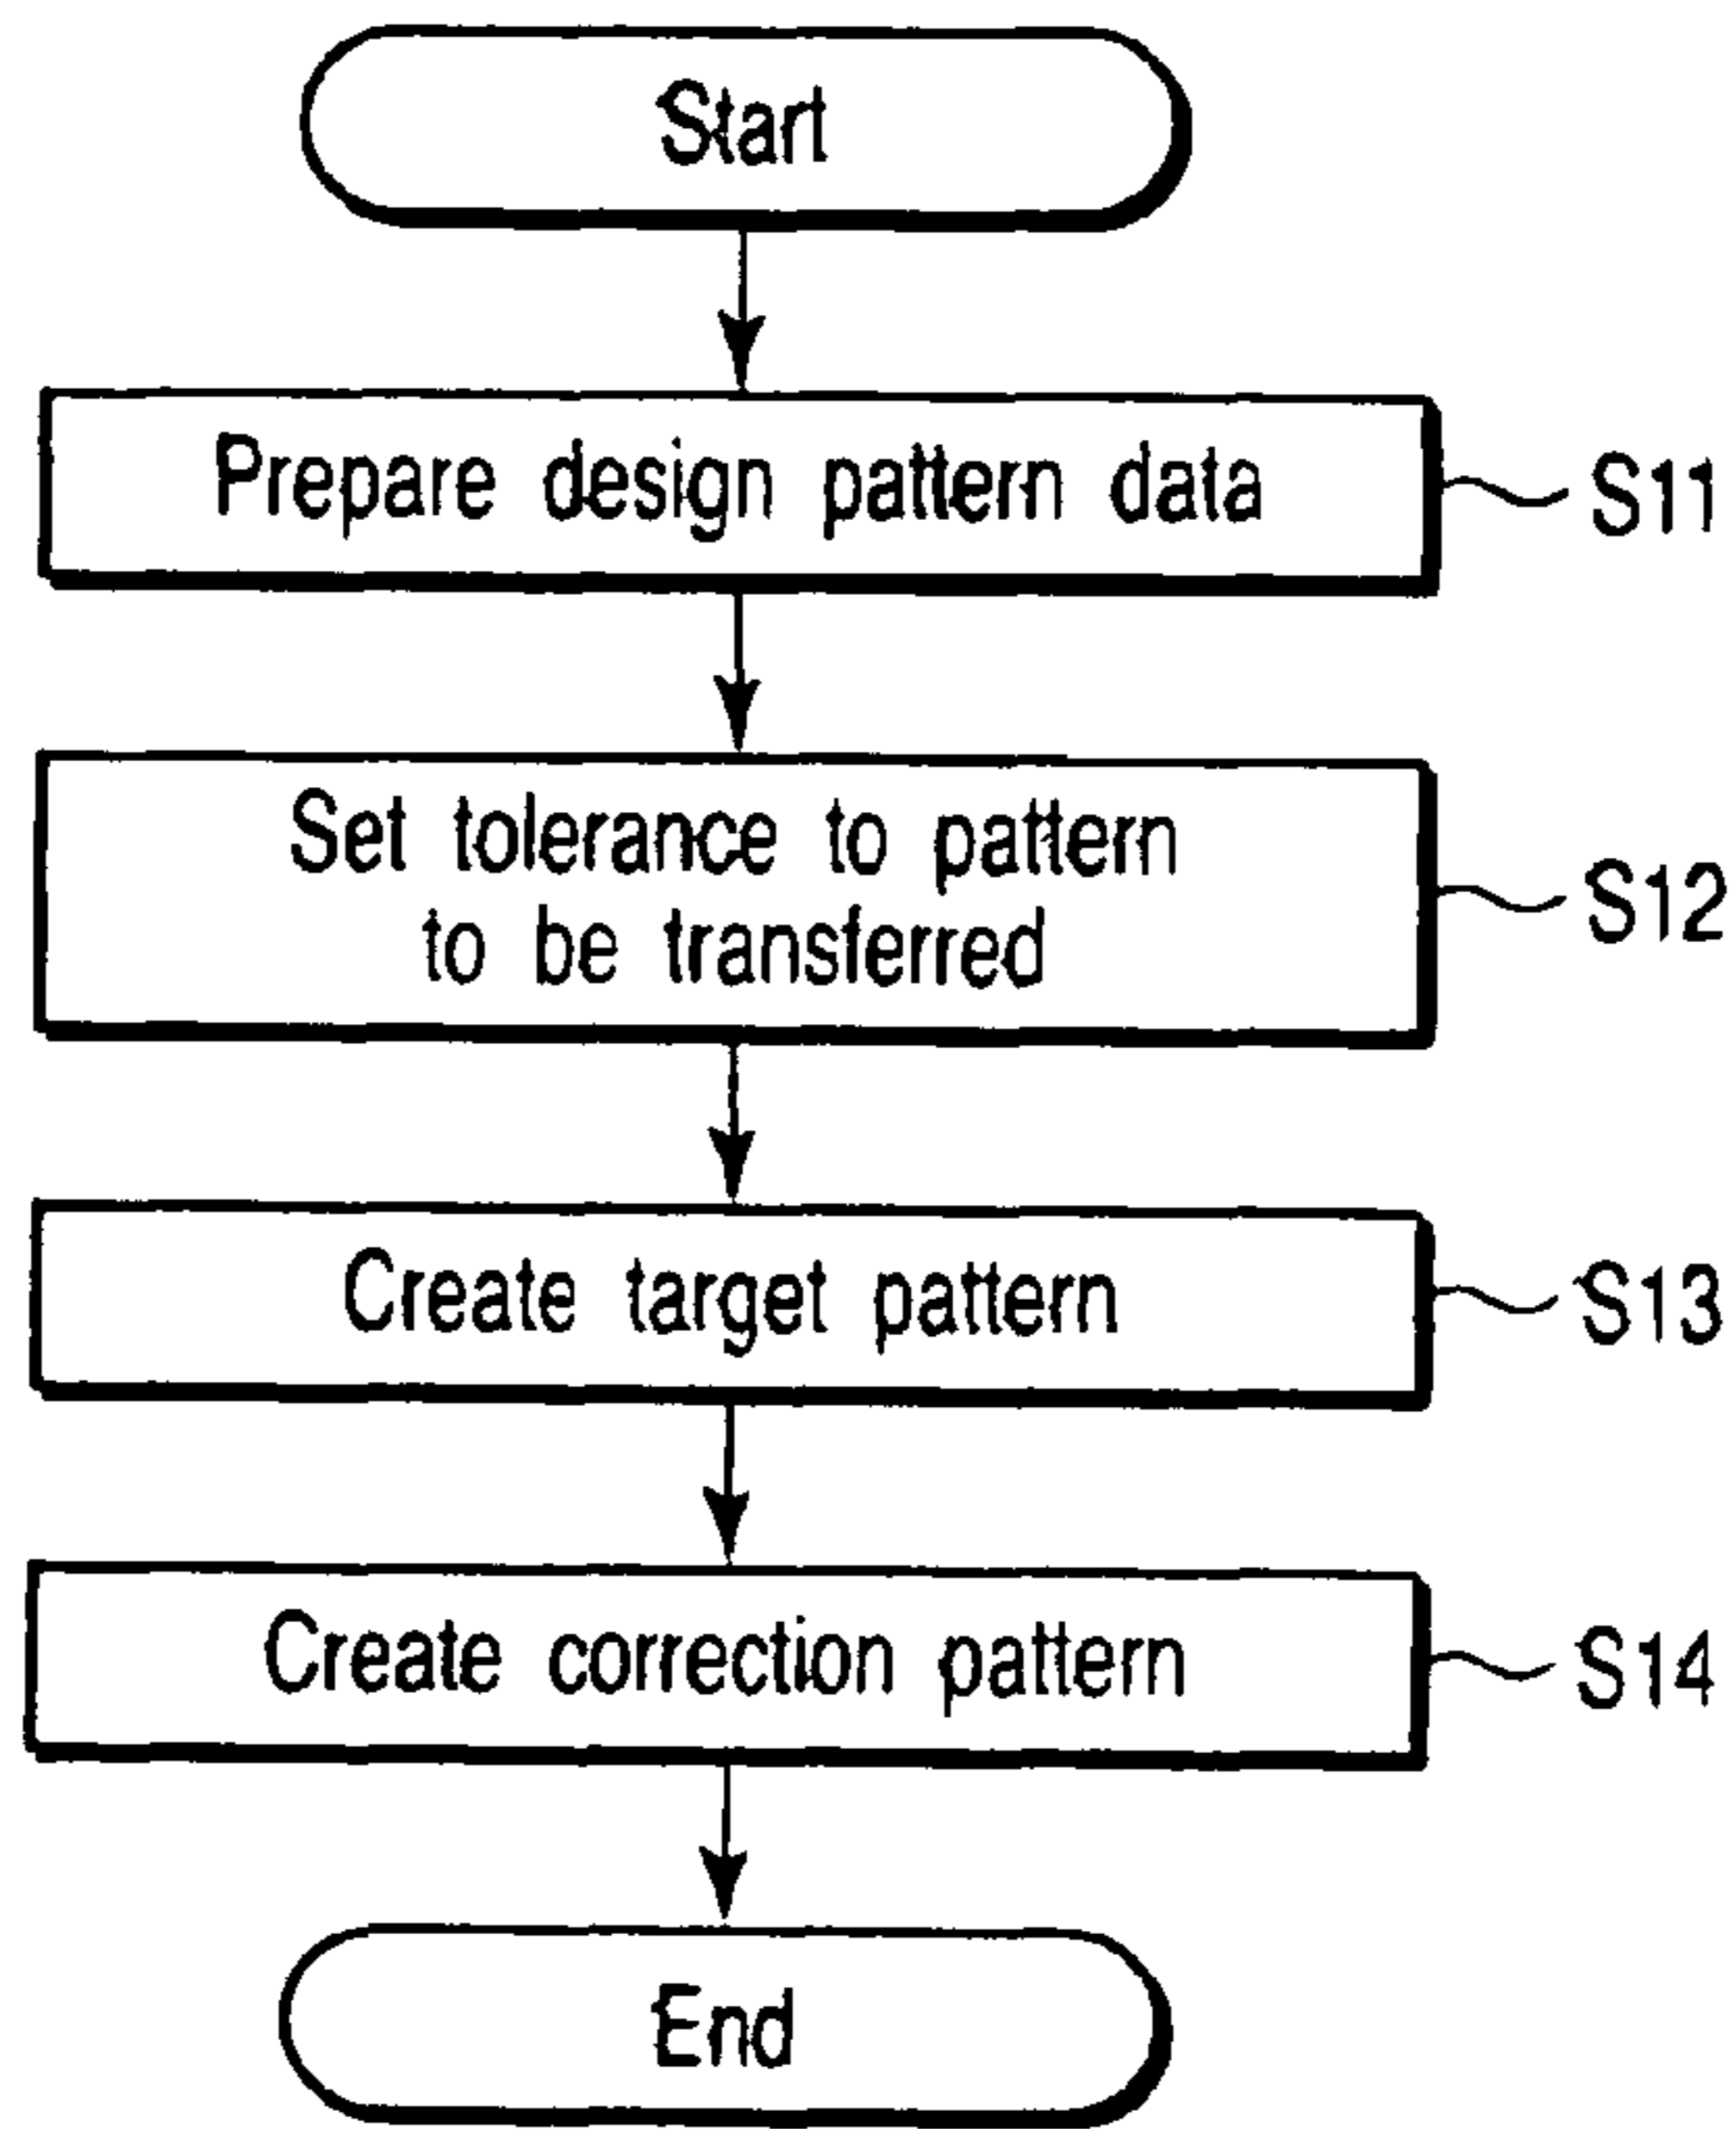 Start
Prepare design pattern data
S11
Set tolerance to pattern
to be transferred
S12
Create target pattern
S13
Create correction pattern
S14
End